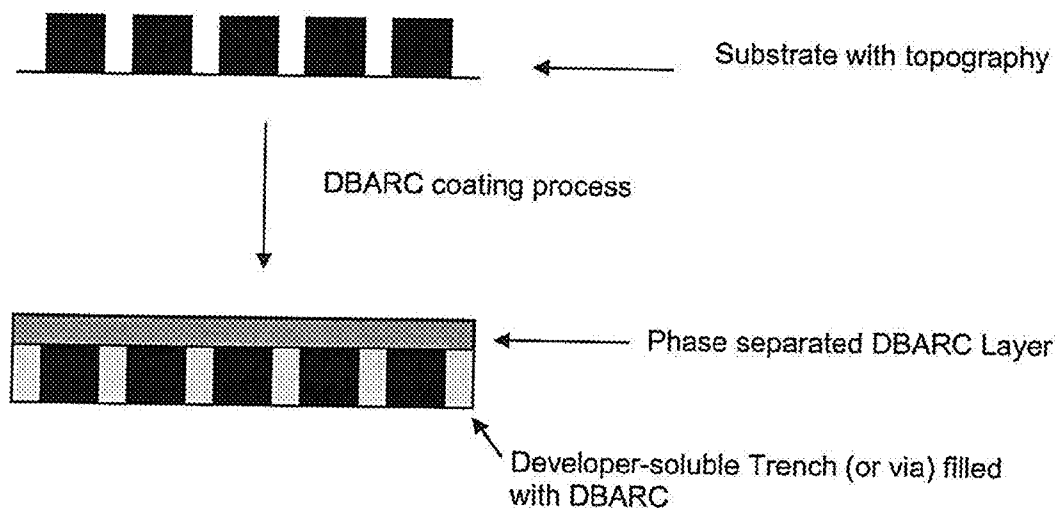 Substrate with topography
DBARC coating process
Phase separated DBARC Layer
Developer-soluble Trench (or via) filled
with DBARC